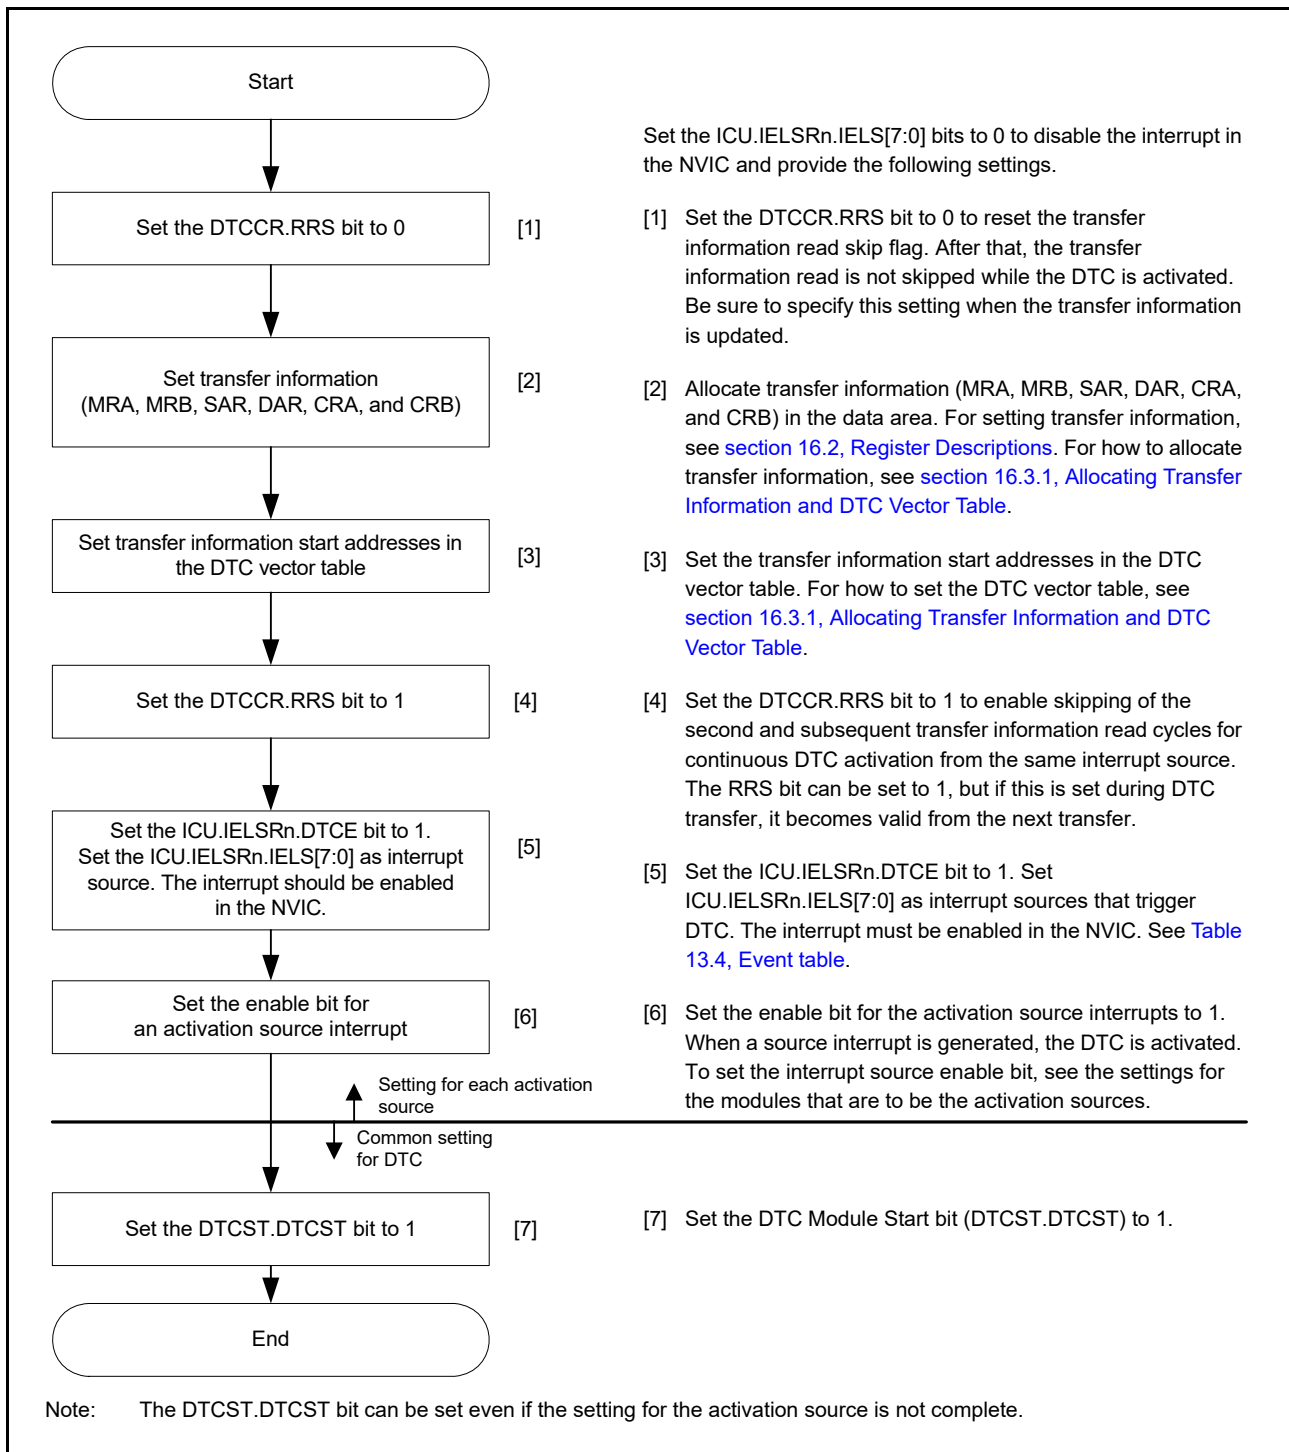 Start
Set the DTCCR.RRS bit to 0
[1]
Set transfer information
(MRA, MRB, SAR, DAR, CRA, and CRB)
[2]
Set transfer information start addresses in
the DTC vector table
[3]
Set the DTCCR.RRS bit to 1
[4]
Set the ICU.IELSRn.DTCE bit to 1.
Set the ICU.IELSRn.IELS[7:0] as interrupt
source. The interrupt should be enabled
in the NVIC.
[5]
Set the enable bit for
an activation source interrupt
[6]
Setting for each activation
source
Common setting
for DTC
Set the DTCST.DTCST bit to 1
[7]
End
Set the ICU.IELSRn.IELS[7:0] bits to 0 to disable the interrupt in
the NVIC and provide the following settings.
[1] Set the DTCCR.RRS bit to 0 to reset the transfer
information read skip flag. After that, the transfer
information read is not skipped while the DTC is activated.
Be sure to specify this setting when the transfer information
is updated.
[2] Allocate transfer information (MRA, MRB, SAR, DAR, CRA,
and CRB) in the data area. For setting transfer information,
see section 16.2, Register Descriptions. For how to allocate
transfer information, see section 16.3.1, Allocating Transfer
Information and DTC Vector Table.
[3] Set the transfer information start addresses in the DTC
vector table. For how to set the DTC vector table, see
section 16.3.1, Allocating Transfer Information and DTC
Vector Table.
[4] Set the DTCCR.RRS bit to 1 to enable skipping of the
second and subsequent transfer information read cycles for
continuous DTC activation from the same interrupt source.
The RRS bit can be set to 1, but if this is set during DTC
transfer, it becomes valid from the next transfer.
[5] Set the ICU.IELSRn.DTCE bit to 1. Set
ICU.IELSRn.IELS[7:0] as interrupt sources that trigger
DTC. The interrupt must be enabled in the NVIC. See Table
13.4, Event table.
[6] Set the enable bit for the activation source interrupts to 1.
When a source interrupt is generated, the DTC is activated.
To set the interrupt source enable bit, see the settings for
the modules that are to be the activation sources.
[7] Set the DTC Module Start bit (DTCST.DTCST) to 1.
Note: The DTCST.DTCST bit can be set even if the setting for the activation source is not complete.